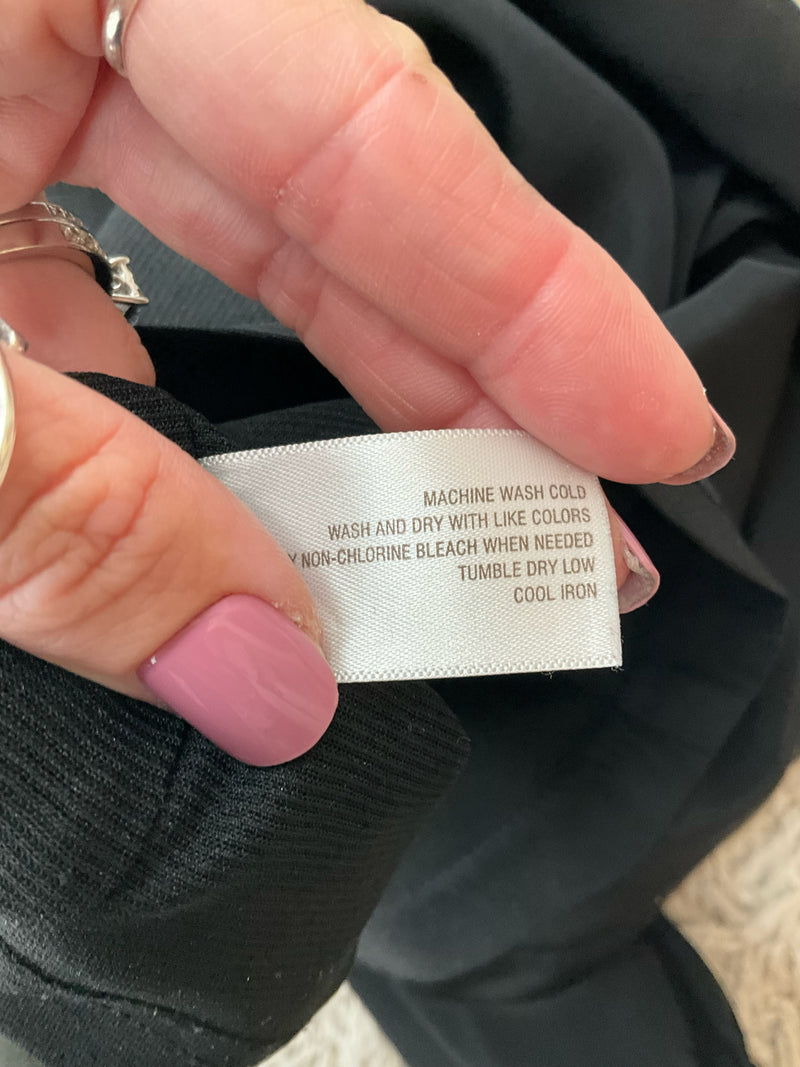 MACHINE WASH COLD
WASH AND DRY WITH LIKE COLORS
NON-CHLORINE BLEACH WHEN NEEDED
TUMBLE DRY LOW
COOL IRON